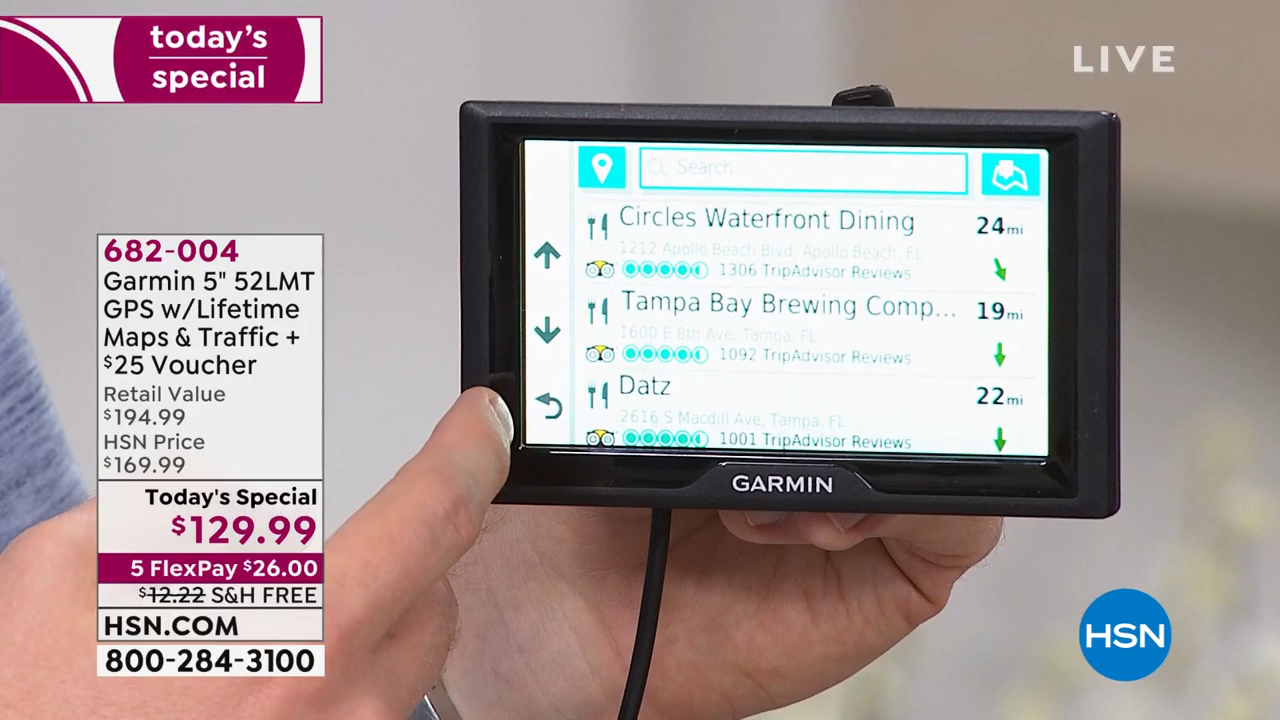 today's
special
LIVE
682-004
Garmin 5" 52LMT
GPS w/Lifetime
Maps & Traffic +
$25 Voucher
Retail Value
$194.99
HSN Price
$169.99
Today's Special
$129.99
5 FlexPay $26.00
$12.22 S&H FREE
HSN.COM
800-284-3100
Search
Circles Waterfront Dining
24mi
1212 Apollo Beach Blvd, Apollo Beach, FL
1306 TripAdvisor Reviews
Tampa Bay Brewing Comp...
19mi
1600 E 8th Ave, Tampa, FL
1092 TripAdvisor Reviews
Datz
22mi
2616 S Macdill Ave, Tampa, FL
1001 TripAdvisor Reviews
GARMIN
HSN